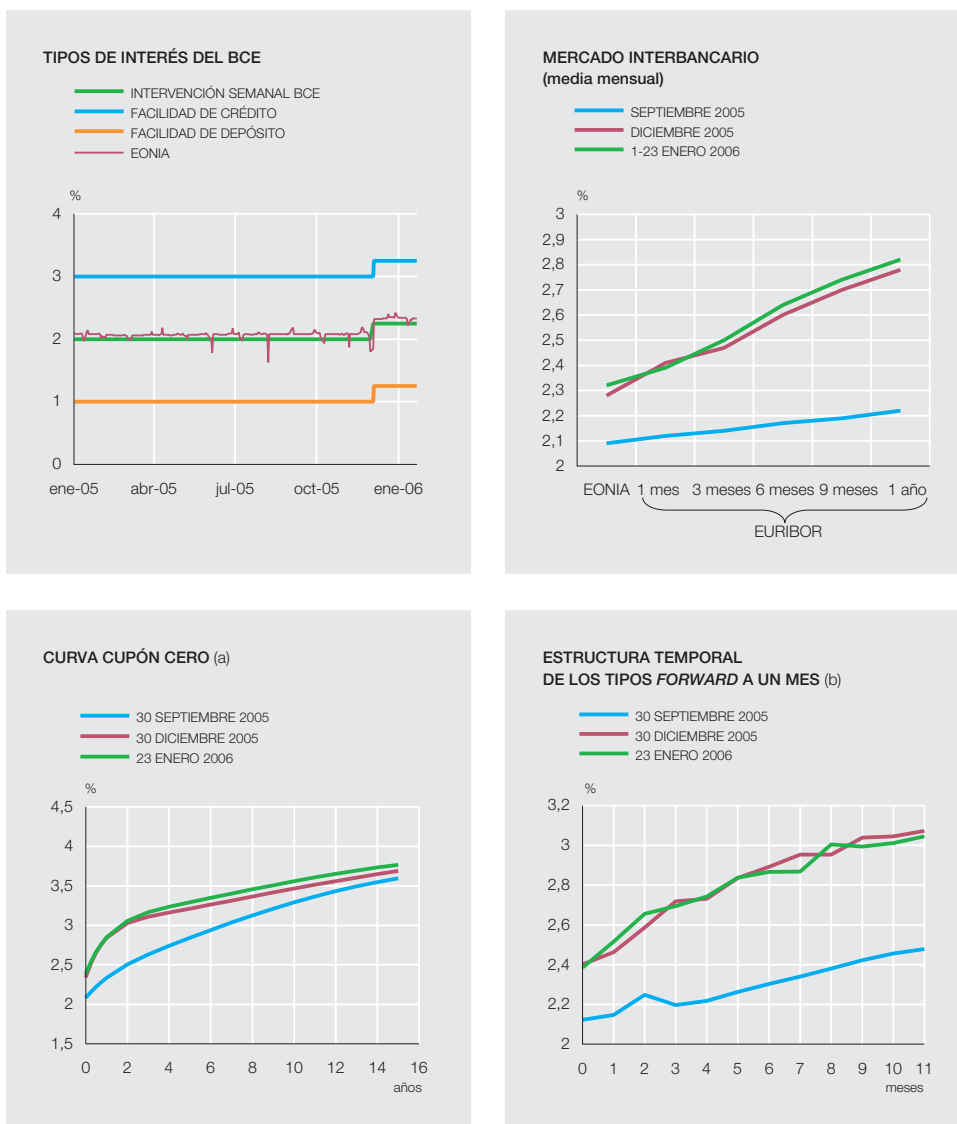 TIPOS DE INTERÉS DEL BCE
INTERVENCIÓN SEMANAL BCE
FACILIDAD DE CRÉDITO
FACILIDAD DE DEPÓSITO
EONIA
%
4
3
2
1
0
ene-05 abr-05 jul-05 oct-05 ene-06
MERCADO INTERBANCARIO
(media mensual)
SEPTIEMBRE 2005
DICIEMBRE 2005
1-23 ENERO 2006
%
3
2,9
2,8
2,7
2,6
2,5
2,4
2,3
2,2
2,1
2
EONIA 1 mes 3 meses 6 meses 9 meses 1 año
EURIBOR
CURVA CUPÓN CERO (a)
30 SEPTIEMBRE 2005
30 DICIEMBRE 2005
23 ENERO 2006
%
4,5
4
3,5
3
2,5
2
1,5
0 2 4 6 8 10 12 14 16
años
ESTRUCTURA TEMPORAL
DE LOS TIPOS FORWARD A UN MES (b)
30 SEPTIEMBRE 2005
30 DICIEMBRE 2005
23 ENERO 2006
%
3,2
3
2,8
2,6
2,4
2,2
2
0 1 2 3 4 5 6 7 8 9 10 11
meses